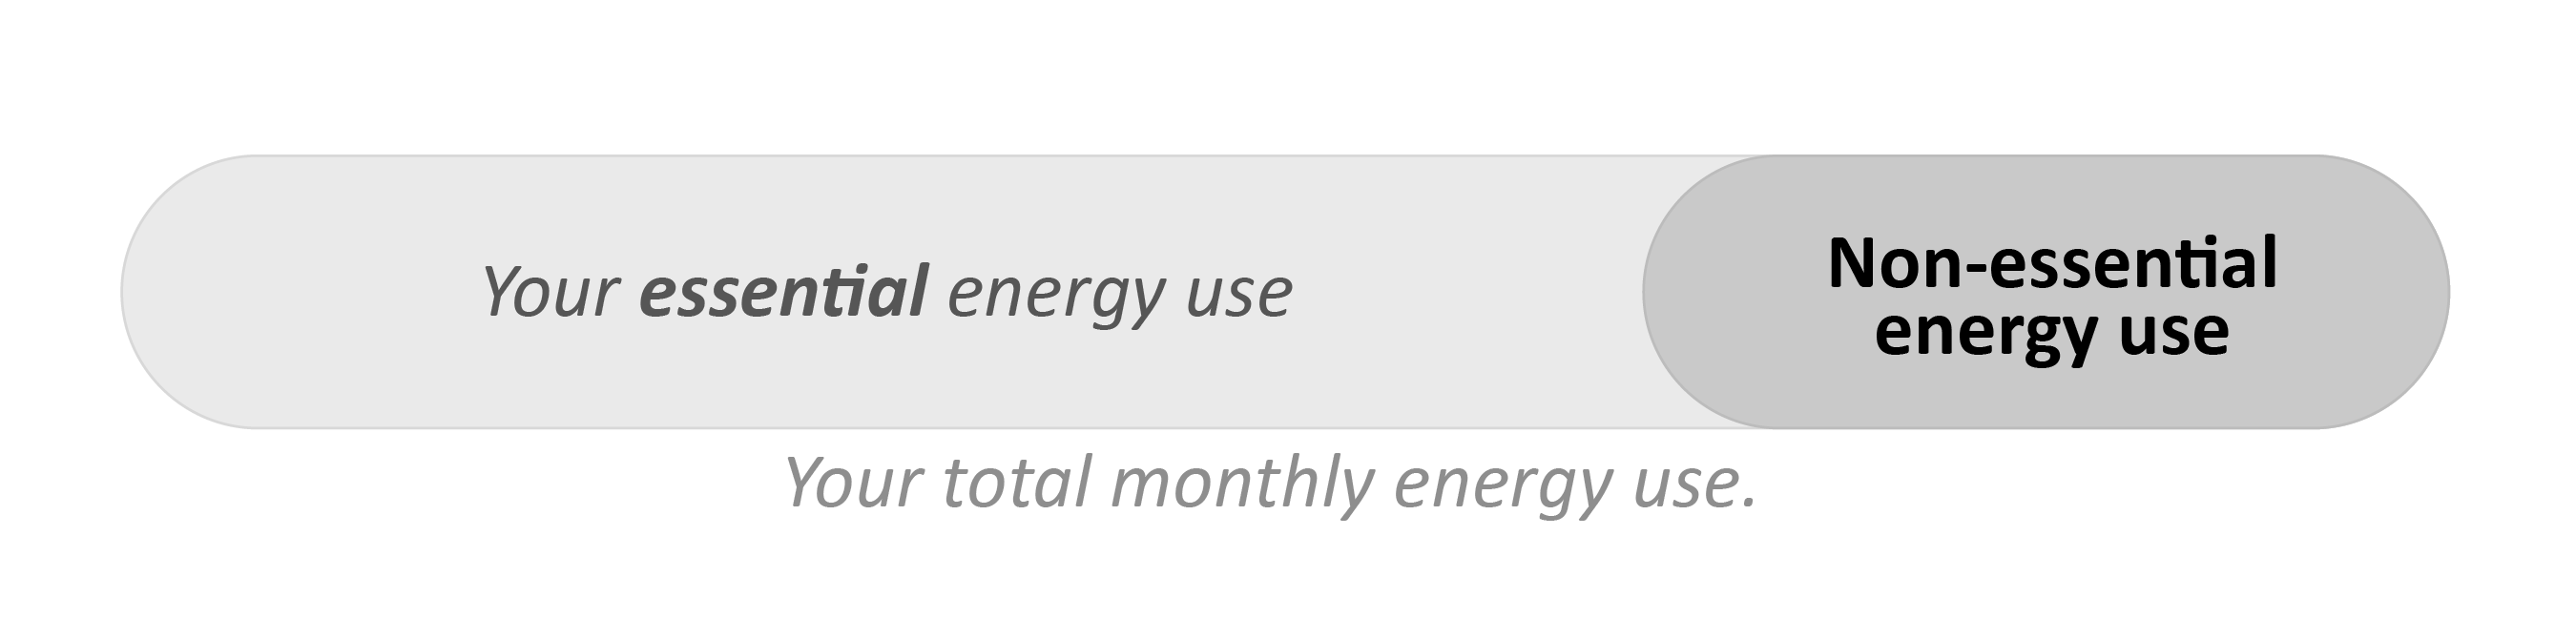 Your essential energy use
Non-essential
energy use
Your total monthly energy use.